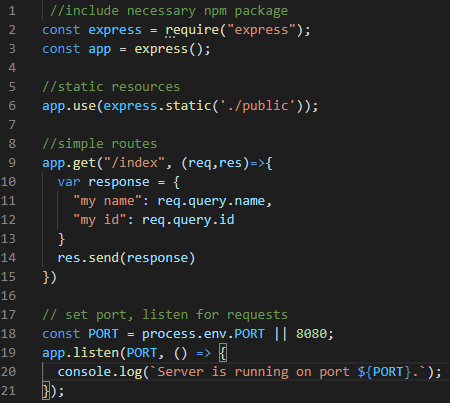 1 //include necessary npm package
2 const express = require("express");
3 const app = express();
4
5 //static resources
6 app.use(express.static('./public'));
7
8 //simple routes
9 app.get("/index", (req,res)=>{
10 var response = {
11 "my name": req.query.name,
12 "my id": req.query.id
13 }
14 res.send(response)
15 })
16
17 // set port, listen for requests
18 const PORT = process.env.PORT || 8080;
19 app.listen(PORT, () => {
20 console.log(`Server is running on port ${PORT}.`);
21 });